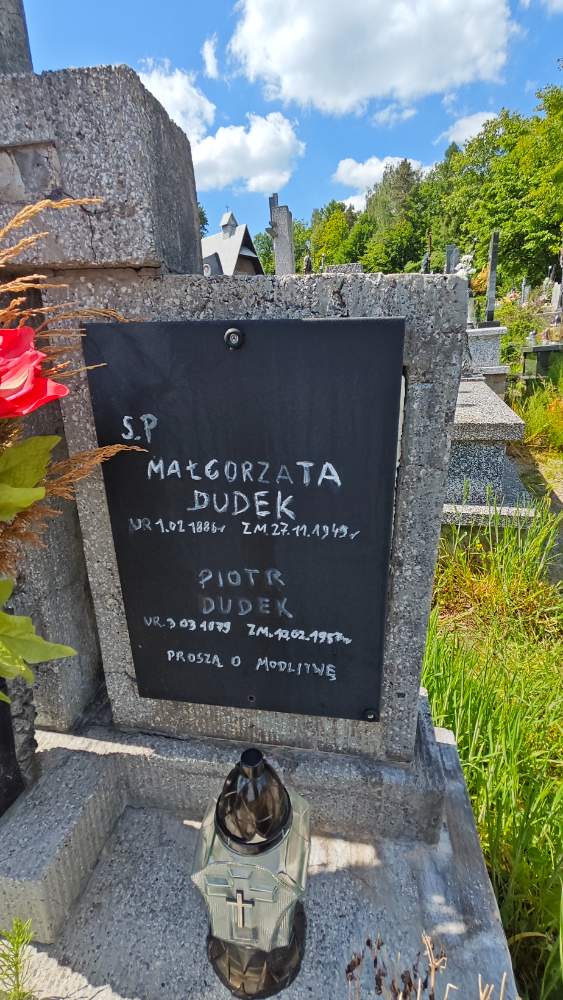 Ś.P
MAŁGORZATA
DUDEK
UR 1.02 1886r ZM.27.11.1949r
PIOTR
DUDEK
UR.3 03 1879 ZM.12.02.1957r
PROSZĄ O MODLITWĘ